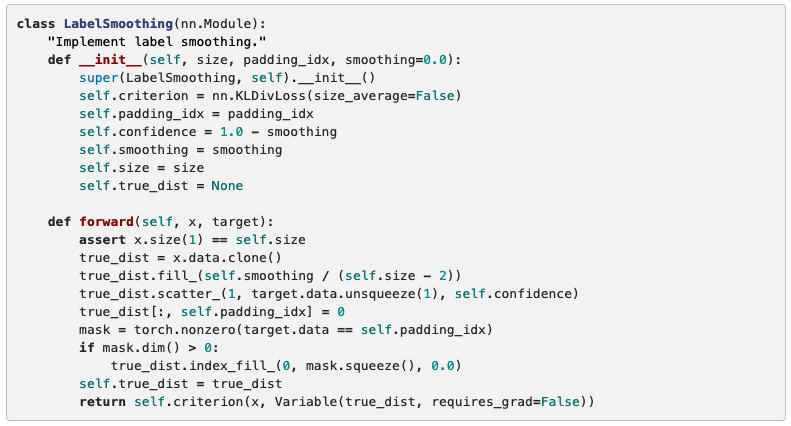 class LabelSmoothing(nn.Module):
    "Implement label smoothing."
    def __init__(self, size, padding_idx, smoothing=0.0):
        super(LabelSmoothing, self).__init__()
        self.criterion = nn.KLDivLoss(size_average=False)
        self.padding_idx = padding_idx
        self.confidence = 1.0 - smoothing
        self.smoothing = smoothing
        self.size = size
        self.true_dist = None

    def forward(self, x, target):
        assert x.size(1) == self.size
        true_dist = x.data.clone()
        true_dist.fill_(self.smoothing / (self.size - 2))
        true_dist.scatter_(1, target.data.unsqueeze(1), self.confidence)
        true_dist[:, self.padding_idx] = 0
        mask = torch.nonzero(target.data == self.padding_idx)
        if mask.dim() > 0:
            true_dist.index_fill_(0, mask.squeeze(), 0.0)
        self.true_dist = true_dist
        return self.criterion(x, Variable(true_dist, requires_grad=False))